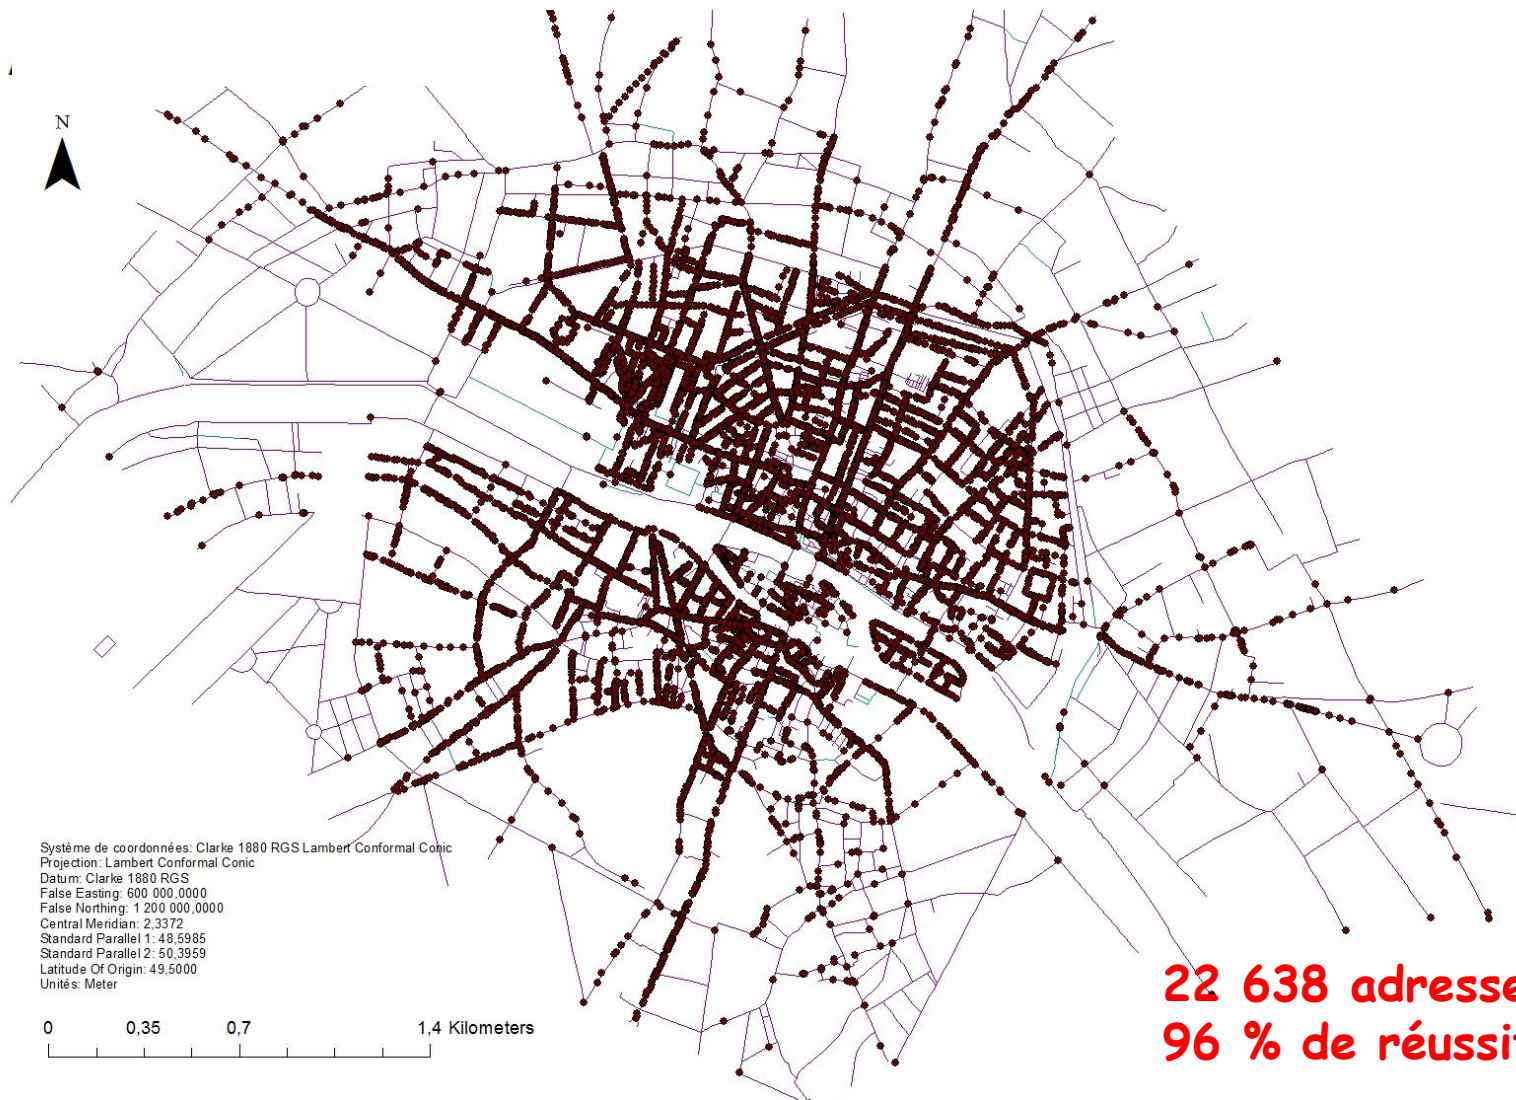 N
Système de coordonnées: Clarke 1880 RGS Lambert Conformal Conic
Projection: Lambert Conformal Conic
Datum: Clarke 1880 RGS
False Easting: 600 000,0000
False Northing: 1 200 000,0000
Central Meridian: 2,3372
Standard Parallel 1: 48,5985
Standard Parallel 2: 50,3959
Latitude Of Origin: 49,5000
Unités: Meter
0 0,35 0,7 1,4 Kilometers
22 638 adresse
96 % de réussi